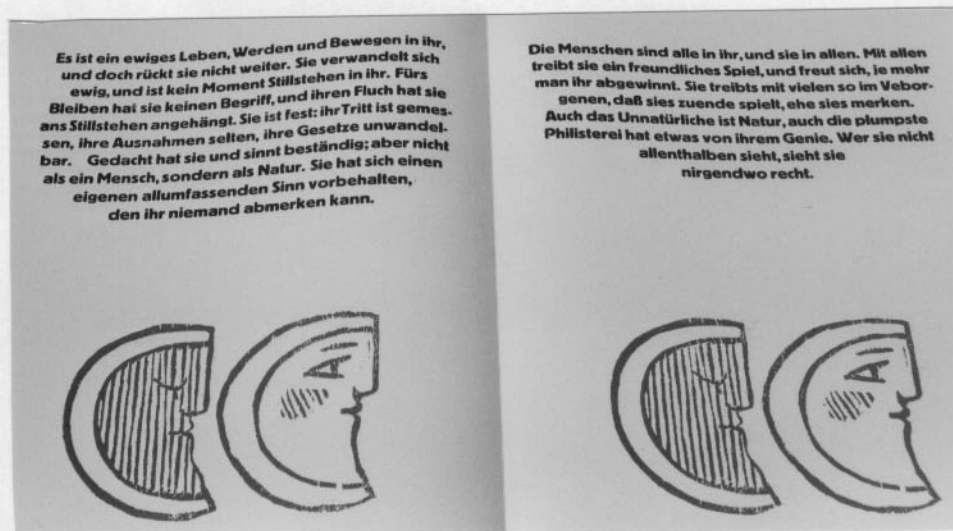 Es ist ein ewiges Leben, Werden und Bewegen in ihr,
und doch rückt sie nicht weiter. Sie verwandelt sich
ewig, und ist kein Moment Stillstehen in ihr. Fürs
Bleiben hat sie keinen Begriff, und ihren Fluch hat sie
ans Stillstehen angehängt. Sie ist fest: ihr Tritt ist gemes-
sen, ihre Ausnahmen selten, ihre Gesetze unwandel-
bar. Gedacht hat sie und sinnt beständig; aber nicht
als ein Mensch, sondern als Natur. Sie hat sich einen
eigenen allumfassenden Sinn vorbehalten,
den ihr niemand abmerken kann.
Die Menschen sind alle in ihr, und sie in allen. Mit allen
treibt sie ein freundliches Spiel, und freut sich, je mehr
man ihr abgewinnt. Sie treibts mit vielen so im Vebor-
genen, daß sies zuende spielt, ehe sies merken.
Auch das Unnatürliche ist Natur, auch die plumpste
Philisterei hat etwas von ihrem Genie. Wer sie nicht
allenthalben sieht, sieht sie
nirgendwo recht.